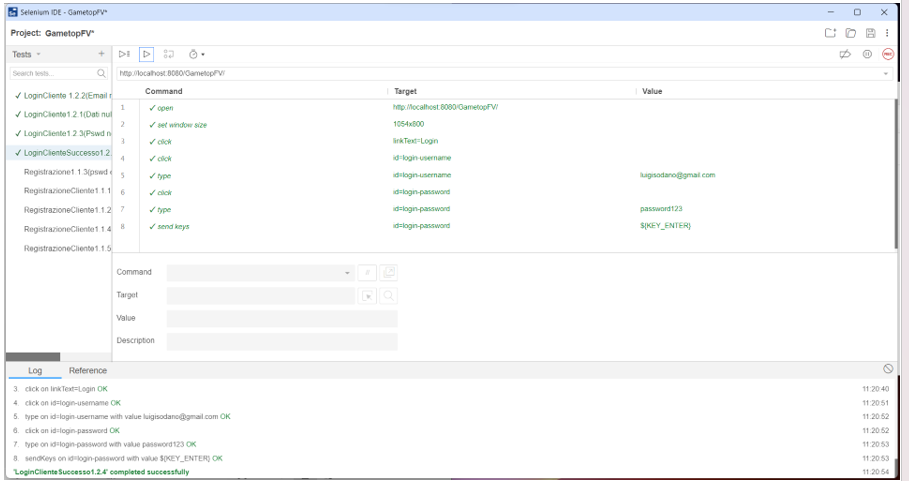 Selenium IDE - GametopFV*
Project: GametopFV*
Tests
Search tests...
http://localhost:8080/GametopFV/
Command Target Value
✓ LoginCliente 1.2.2(Email
✓ LoginCliente1.2.1(Dati nul
✓ LoginCliente1.2.3(Pswd n
✓ LoginClienteSuccesso1.2.
Registrazione1.1.3(pswd
RegistrazioneCliente1.1.1
RegistrazioneCliente1.1.2
RegistrazioneCliente1.1.4
RegistrazioneCliente1.1.5
1 ✓ open http://localhost:8080/GametopFV/
2 ✓ set window size 1054x800
3 ✓ click linkText=Login
4 ✓ click id=login-username
5 ✓ type id=login-username luigisodano@gmail.com
6 ✓ click id=login-password
7 ✓ type id=login-password password123
8 ✓ send keys id=login-password ${KEY_ENTER}
Command
//
Target
Value
Description
Log Reference
3. click on linkText=Login OK 11:20:40
4. click on id=login-username OK 11:20:51
5. type on id=login-username with value luigisodano@gmail.com OK 11:20:52
6. click on id=login-password OK 11:20:52
7. type on id=login-password with value password123 OK 11:20:53
8. sendKeys on id=login-password with value ${KEY_ENTER} OK 11:20:53
'LoginClienteSuccesso1.2.4' completed successfully 11:20:54